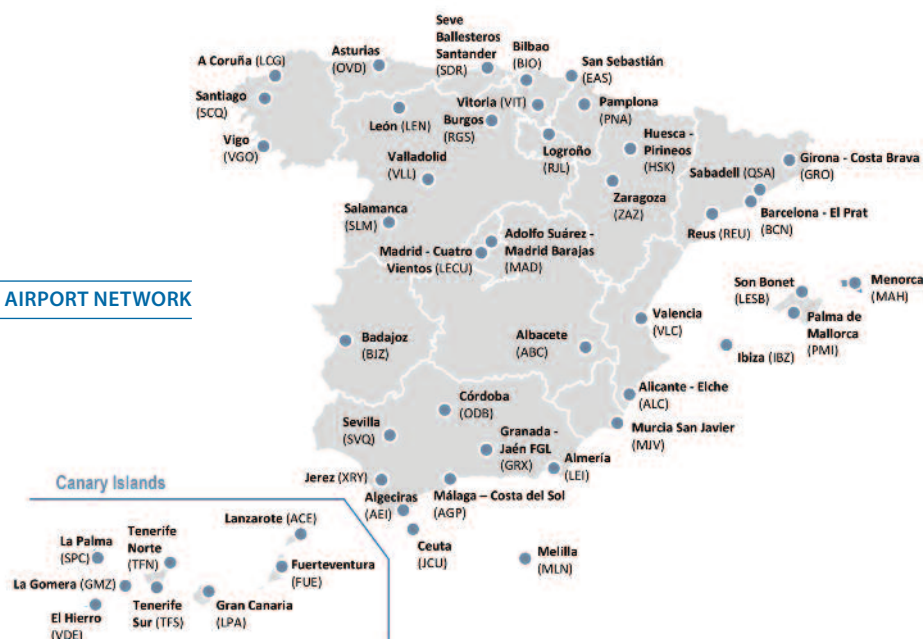 Seve
Ballesteros
Santander
(SDR)
Bilbao
(BIO)
Asturias
(OVD)
A Coruña (LCG)
San Sebastián
(EAS)
Santiago
(SCQ)
León (LEN)
Vitoria (VIT)
Burgos
(RGS)
Pamplona
(PNA)
Vigo
(VGO)
Valladolid
(VLL)
Logroño
(RJL)
Huesca -
Pirineos
(HSK)
Girona - Costa Brava
(GRO)
Sabadell (QSA)
Zaragoza
(ZAZ)
Barcelona - El Prat
(BCN)
Reus (REU)
Salamanca
(SLM)
Adolfo Suárez -
Madrid Barajas
(MAD)
Madrid - Cuatro
Vientos (LECU)
AIRPORT NETWORK
Son Bonet
(LESB)
Menorca
(MAH)
Palma de
Mallorca
(PMI)
Valencia
(VLC)
Ibiza (IBZ)
Badajoz
(BJZ)
Albacete
(ABC)
Alicante - Elche
(ALC)
Córdoba
(ODB)
Murcia San Javier
(MJV)
Sevilla
(SVQ)
Granada -
Jaén FGL
(GRX)
Almería
(LEI)
Jerez (XRY)
Málaga – Costa del Sol
(AGP)
Algeciras
(AEI)
Ceuta
(JCU)
Melilla
(MLN)
Canary Islands
Lanzarote (ACE)
La Palma
(SPC)
Tenerife
Norte
(TFN)
Fuerteventura
(FUE)
La Gomera (GMZ)
El Hierro
(VDE)
Tenerife
Sur (TFS)
Gran Canaria
(LPA)